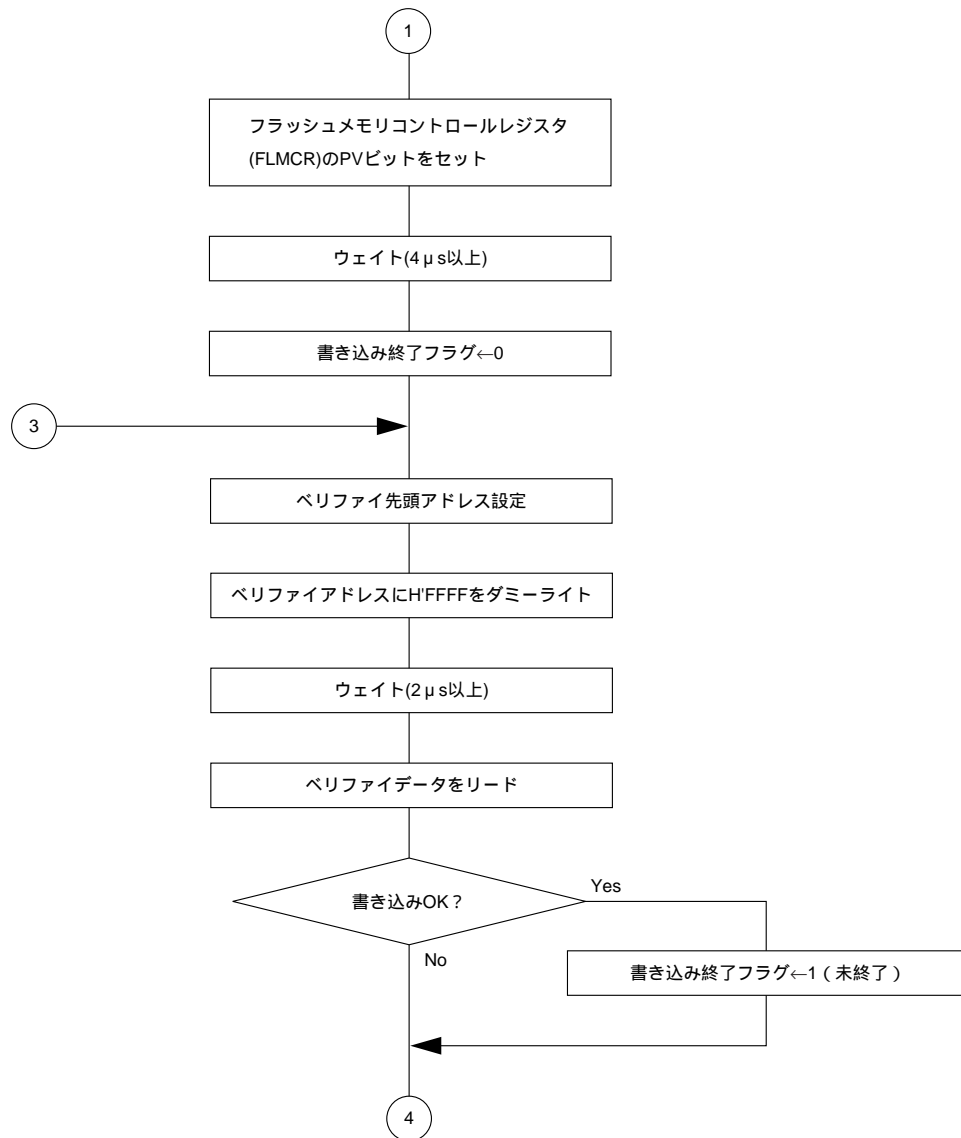 1
フラッシュメモリコントロールレジスタ
(FLMCR)のPVビットをセット
ウェイト(4μs以上)
書き込み終了フラグ←0
3
ベリファイ先頭アドレス設定
ベリファイアドレスにH'FFFFをダミーライト
ウェイト(2μs以上)
ベリファイデータをリード
書き込みOK？
Yes
No
書き込み終了フラグ←1（未終了）
4